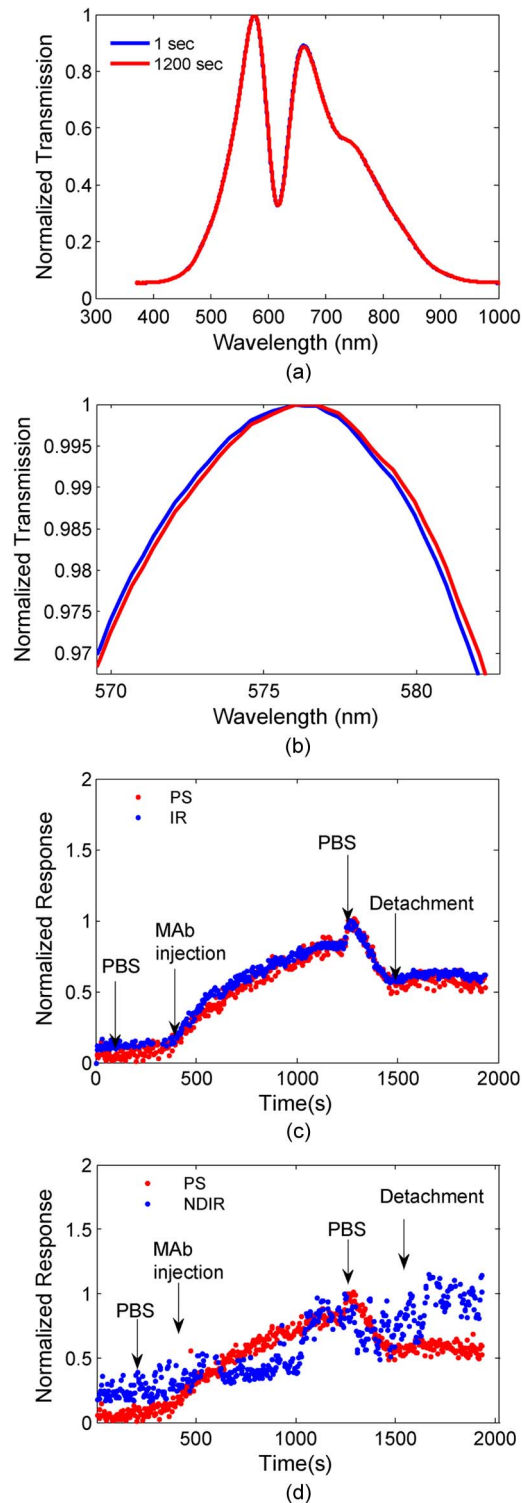 1 sec
1200 sec
Normalized Transmission
1
0.8
0.6
0.4
0.2
0
300 400 500 600 700 800 900 1000
Wavelength (nm)
(a)
Normalized Transmission
1
0.995
0.99
0.985
0.98
0.975
0.97
570 575 580
Wavelength (nm)
(b)
Normalized Response
2
1.5
1
0.5
0
PS
IR
PBS
MAb
injection
PBS
Detachment
0 500 1000 1500 2000
Time(s)
(c)
Normalized Response
2
1.5
1
0.5
0
PS
NDIR
PBS
MAb
injection
PBS
Detachment
500 1000 1500 2000
Time(s)
(d)